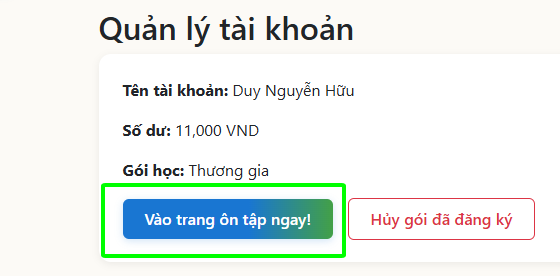 Quản lý tài khoản
Tên tài khoản: Duy Nguyễn Hữu
Số dư: 11,000 VND
Gói học: Thương gia
Vào trang ôn tập ngay! Hủy gói đã đăng ký